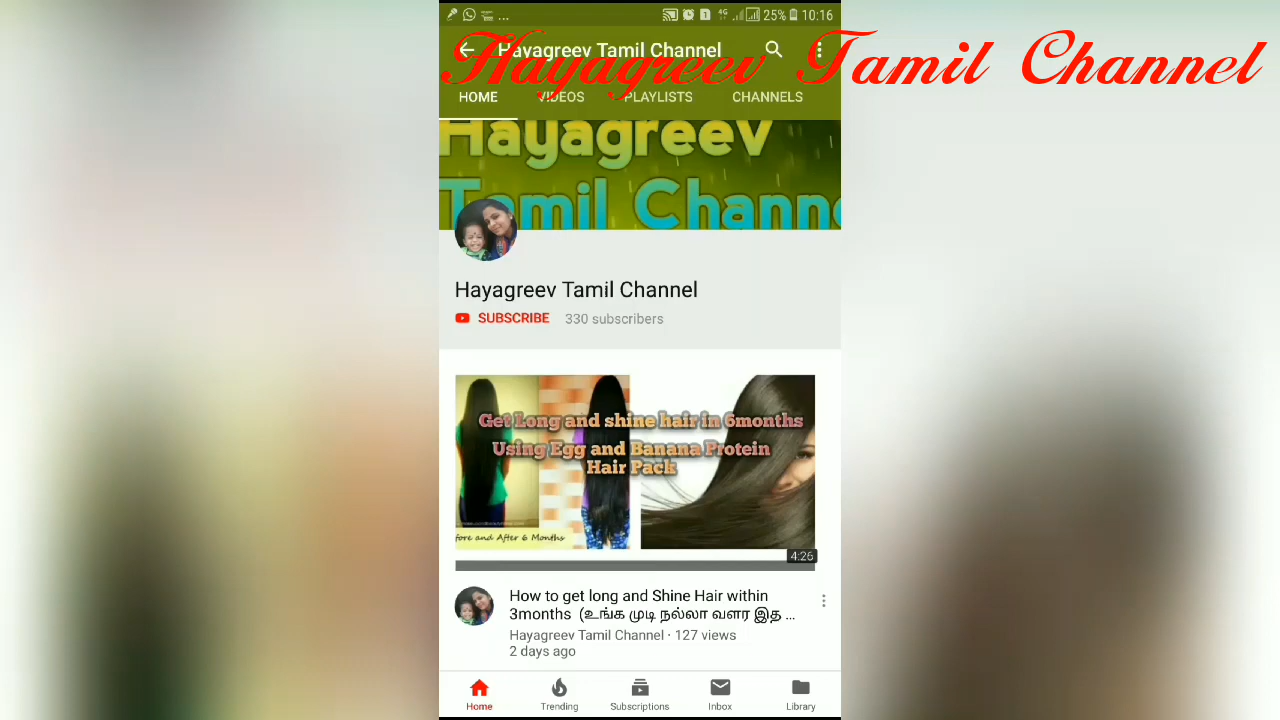 ... 4G 25% 10:16
Hayagreev Tamil Channel
Hayagreev Tamil Channel
HOME VIDEOS PLAYLISTS CHANNELS
Hayagreev
Tamil Channe
Hayagreev Tamil Channel
SUBSCRIBE 330 subscribers
Get Long and shine hair in 6months
Using Egg and Banana Protein
Hair Pack
fore and After 6 Months
4:26
How to get long and Shine Hair within
3months (உங்க முடி நல்லா வளர இத ...
Hayagreev Tamil Channel · 127 views
2 days ago
Home Trending Subscriptions Inbox Library